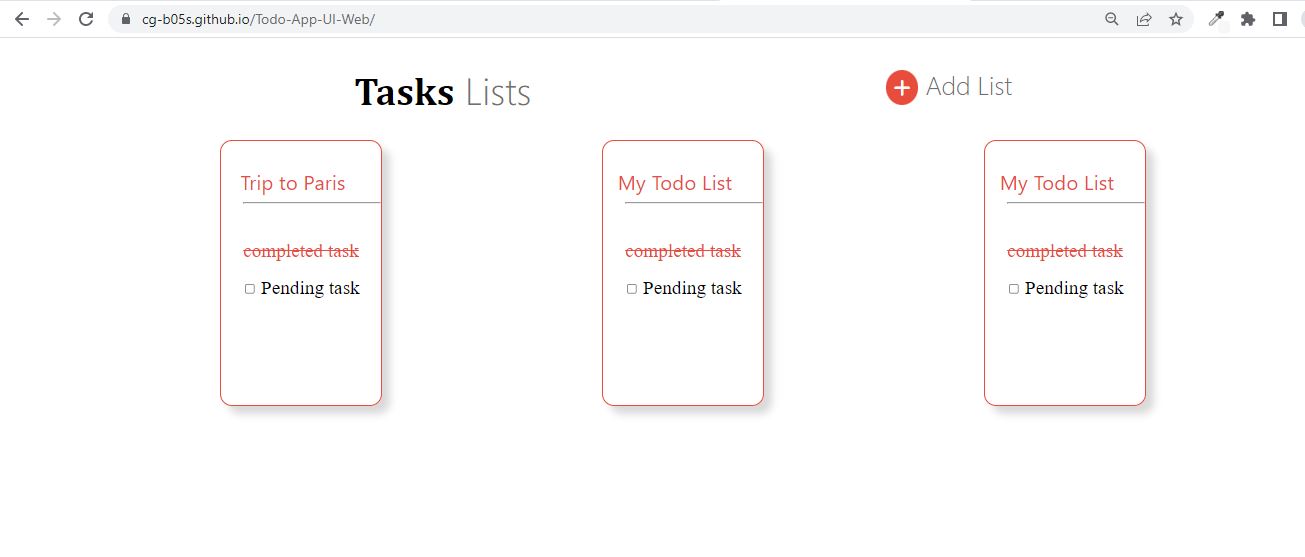 cg-b05s.github.io/Todo-App-UI-Web/
Tasks Lists
Add List
Trip to Paris
completed task
Pending task
My Todo List
completed task
Pending task
My Todo List
completed task
Pending task